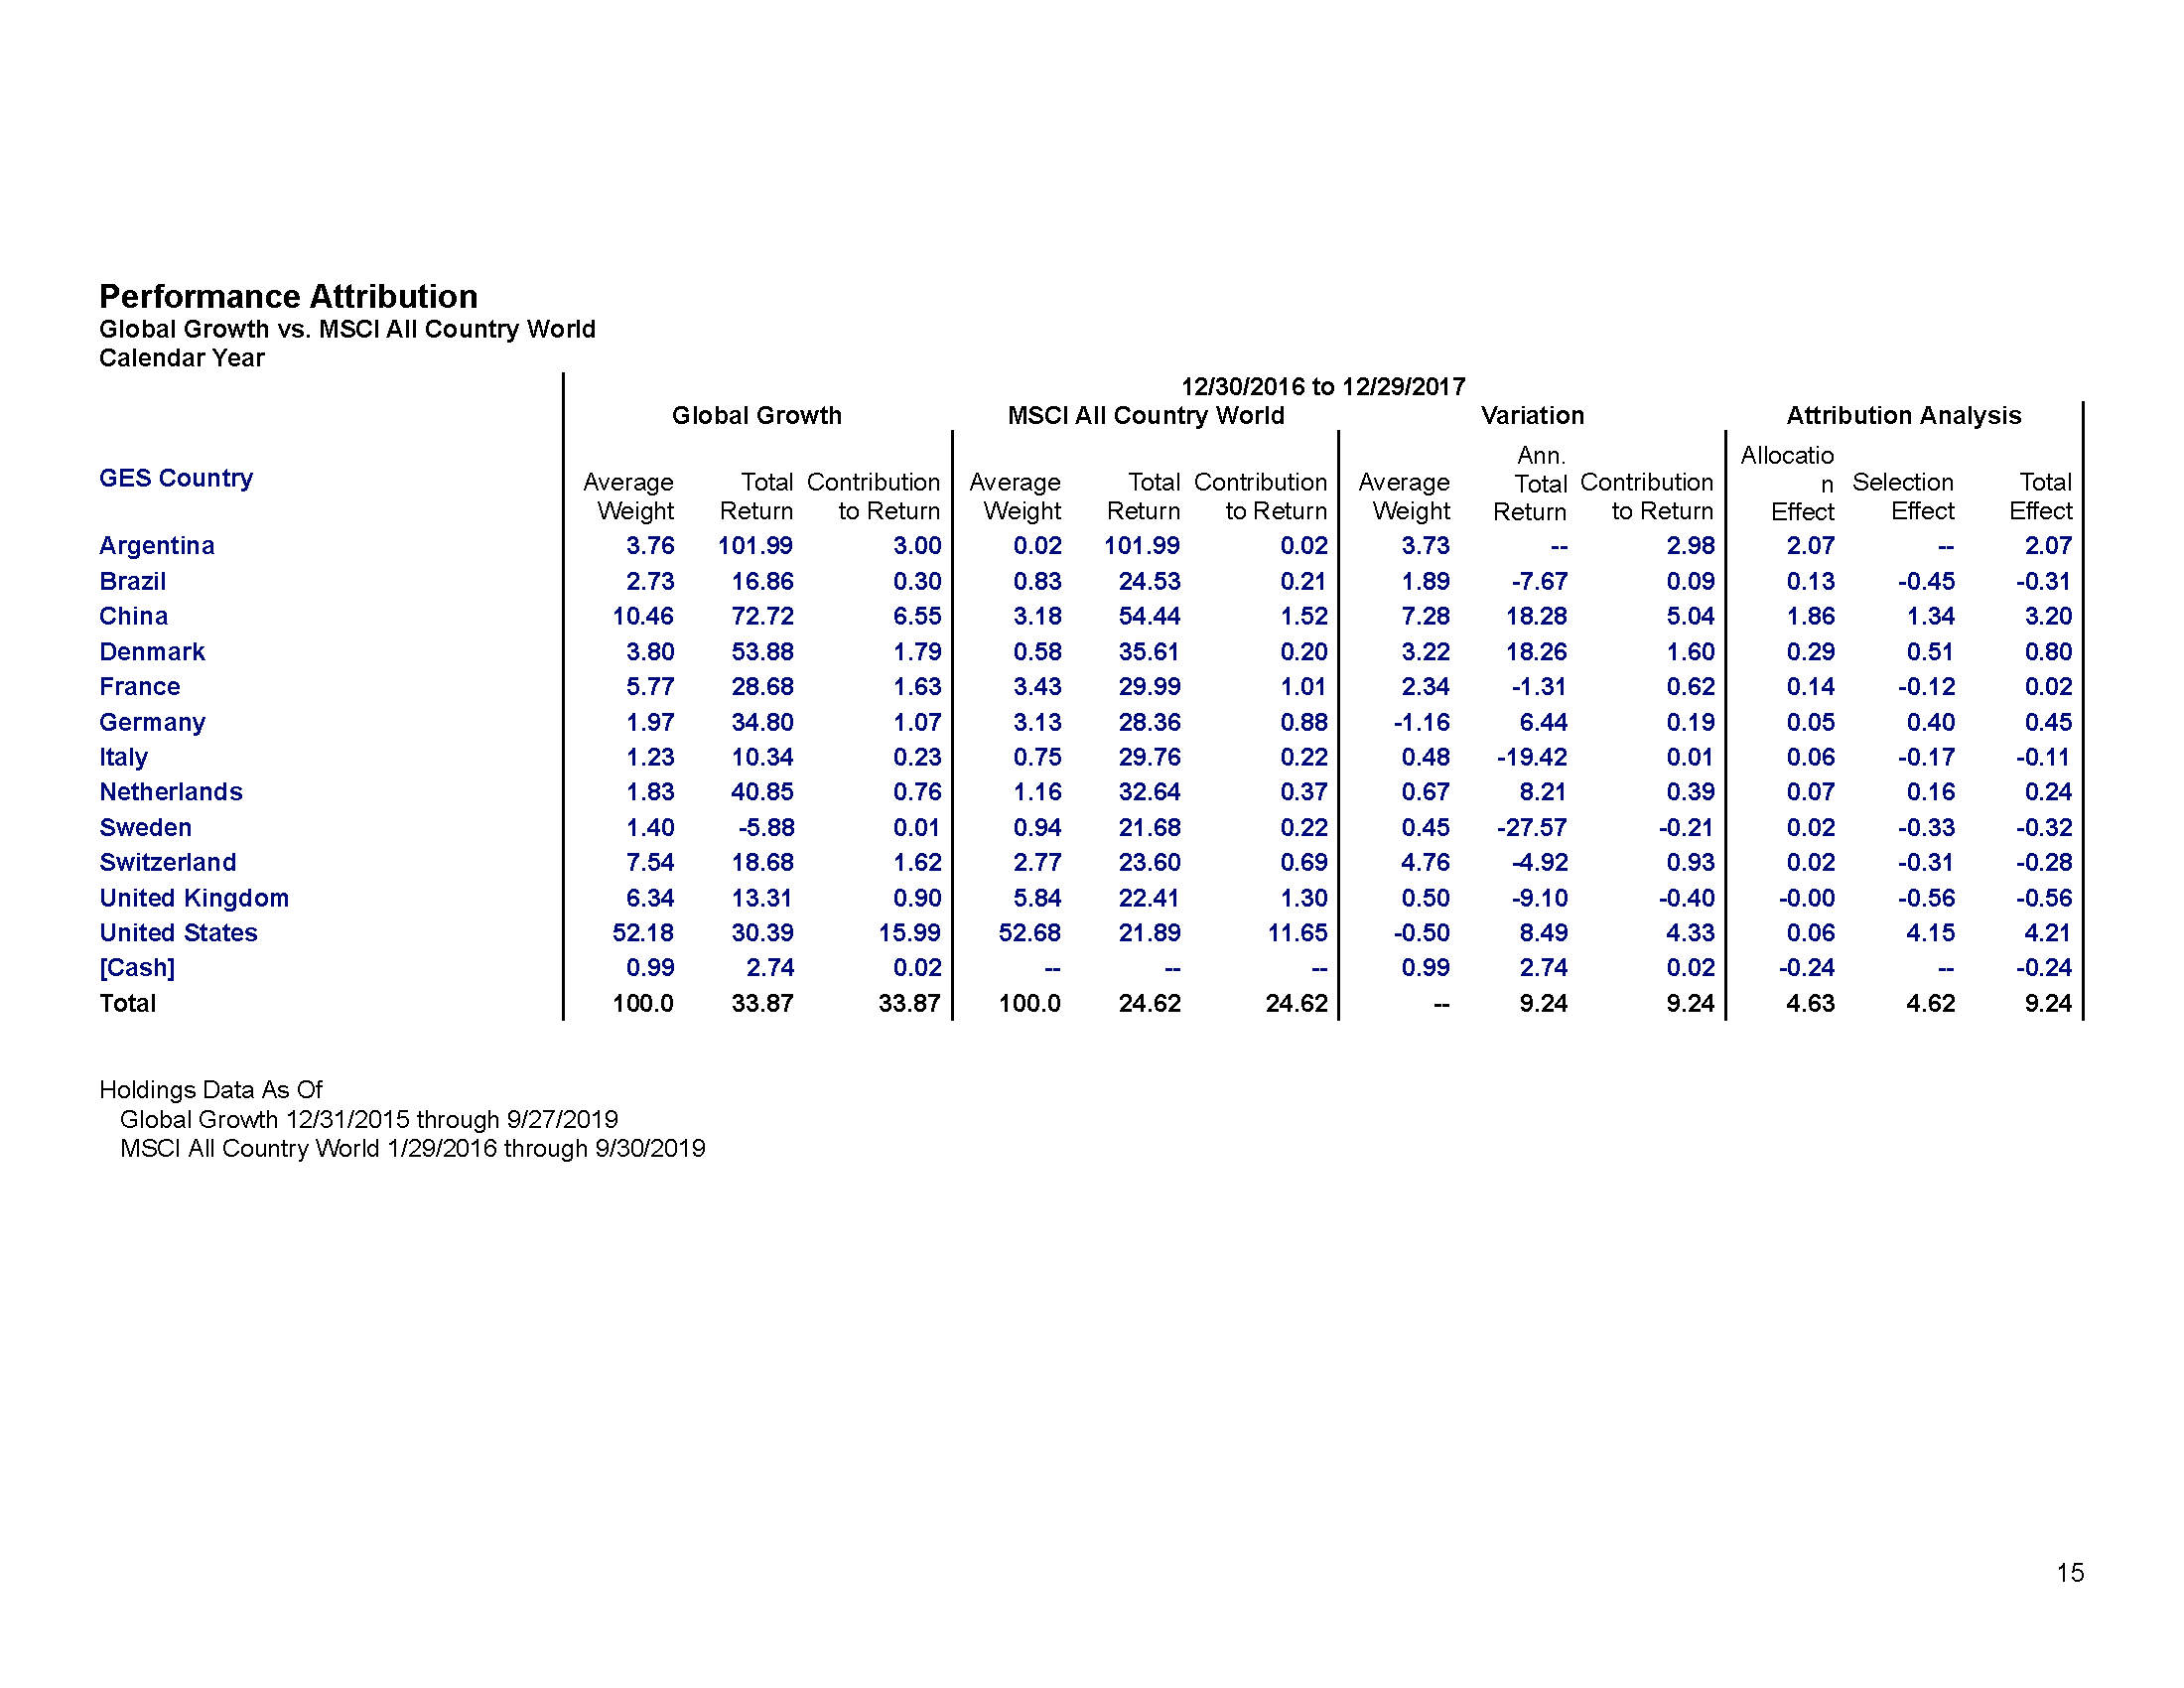 Performance Attribution
Global Growth vs. MSCI All Country World
Calendar Year
12/30/2016 to 12/29/2017
Global Growth MSCI All Country World Variation Attribution Analysis
GES Country Average Weight Total Return Contribution to Return Average Weight Total Return Contribution to Return Average Weight Ann. Total Return Contribution to Return Allocatio n Effect Selection Effect Total Effect
Argentina 3.76 101.99 3.00 0.02 101.99 0.02 3.73 -- 2.98 2.07 -- 2.07
Brazil 2.73 16.86 0.30 0.83 24.53 0.21 1.89 -7.67 0.09 0.13 -0.45 -0.31
China 10.46 72.72 6.55 3.18 54.44 1.52 7.28 18.28 5.04 1.86 1.34 3.20
Denmark 3.80 53.88 1.79 0.58 35.61 0.20 3.22 18.26 1.60 0.29 0.51 0.80
France 5.77 28.68 1.63 3.43 29.99 1.01 2.34 -1.31 0.62 0.14 -0.12 0.02
Germany 1.97 34.80 1.07 3.13 28.36 0.88 -1.16 6.44 0.19 0.05 0.40 0.45
Italy 1.23 10.34 0.23 0.75 29.76 0.22 0.48 -19.42 0.01 0.06 -0.17 -0.11
Netherlands 1.83 40.85 0.76 1.16 32.64 0.37 0.67 8.21 0.39 0.07 0.16 0.24
Sweden 1.40 -5.88 0.01 0.94 21.68 0.22 0.45 -27.57 -0.21 0.02 -0.33 -0.32
Switzerland 7.54 18.68 1.62 2.77 23.60 0.69 4.76 -4.92 0.93 0.02 -0.31 -0.28
United Kingdom 6.34 13.31 0.90 5.84 22.41 1.30 0.50 -9.10 -0.40 -0.00 -0.56 -0.56
United States 52.18 30.39 15.99 52.68 21.89 11.65 -0.50 8.49 4.33 0.06 4.15 4.21
[Cash] 0.99 2.74 0.02 -- -- -- 0.99 2.74 0.02 -0.24 -- -0.24
Total 100.0 33.87 33.87 100.0 24.62 24.62 -- 9.24 9.24 4.63 4.62 9.24
Holdings Data As Of
Global Growth 12/31/2015 through 9/27/2019
MSCI All Country World 1/29/2016 through 9/30/2019
15